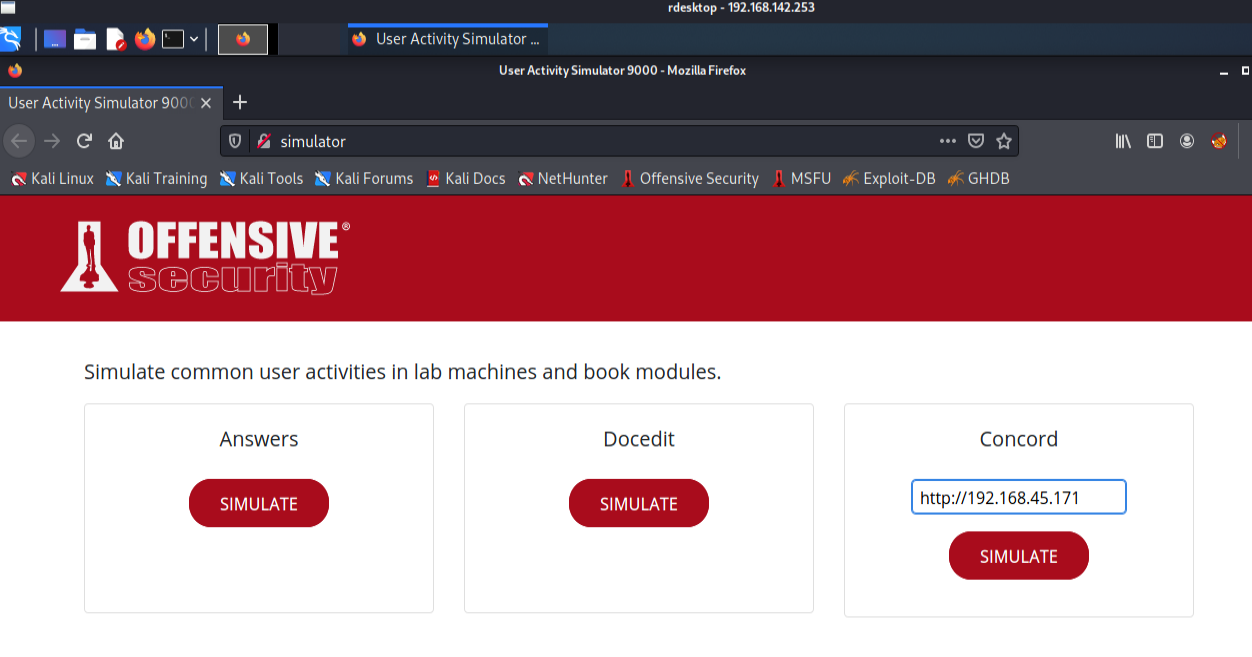 rdesktop - 192.168.142.253
User Activity Simulator ...
User Activity Simulator 9000 - Mozilla Firefox
User Activity Simulator 900
simulator
Kali Linux Kali Training Kali Tools Kali Forums Kali Docs NetHunter Offensive Security MSFU Exploit-DB GHDB
OFFENSIVE®
security
Simulate common user activities in lab machines and book modules.
Answers Docedit Concord
http://192.168.45.171
SIMULATE SIMULATE
SIMULATE